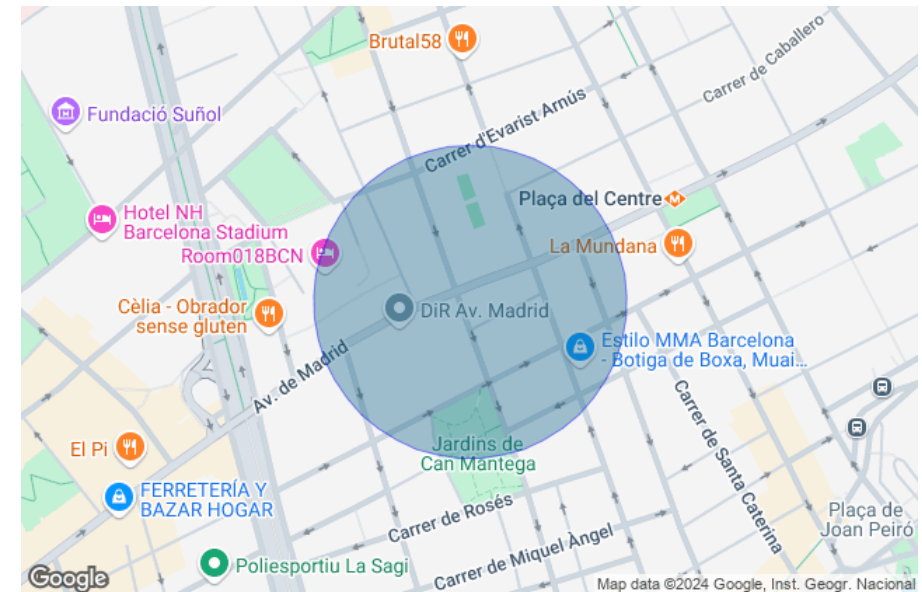 Brutal58
Carrer de Caballero
Fundació Suñol
Carrer d'Evarist Arnús
Plaça del Centre
M
Hotel NH
Barcelona Stadium
Room018BCN
La Mundana
Cèlia - Obrador
sense gluten
DiR Av. Madrid
Estilo MMA Barcelona
- Botiga de Boxa, Muai...
Av. de Madrid
El Pi
Jardins de
Can Mantega
Carrer de Santa Caterina
FERRETERÍA Y
BAZAR HOGAR
Carrer de Rosés
Plaça de
Joan Peiró
Poliesportiu La Sagi
Carrer de Miquel Àngel
Google
Map data ©2024 Google, Inst. Geogr. Nacional